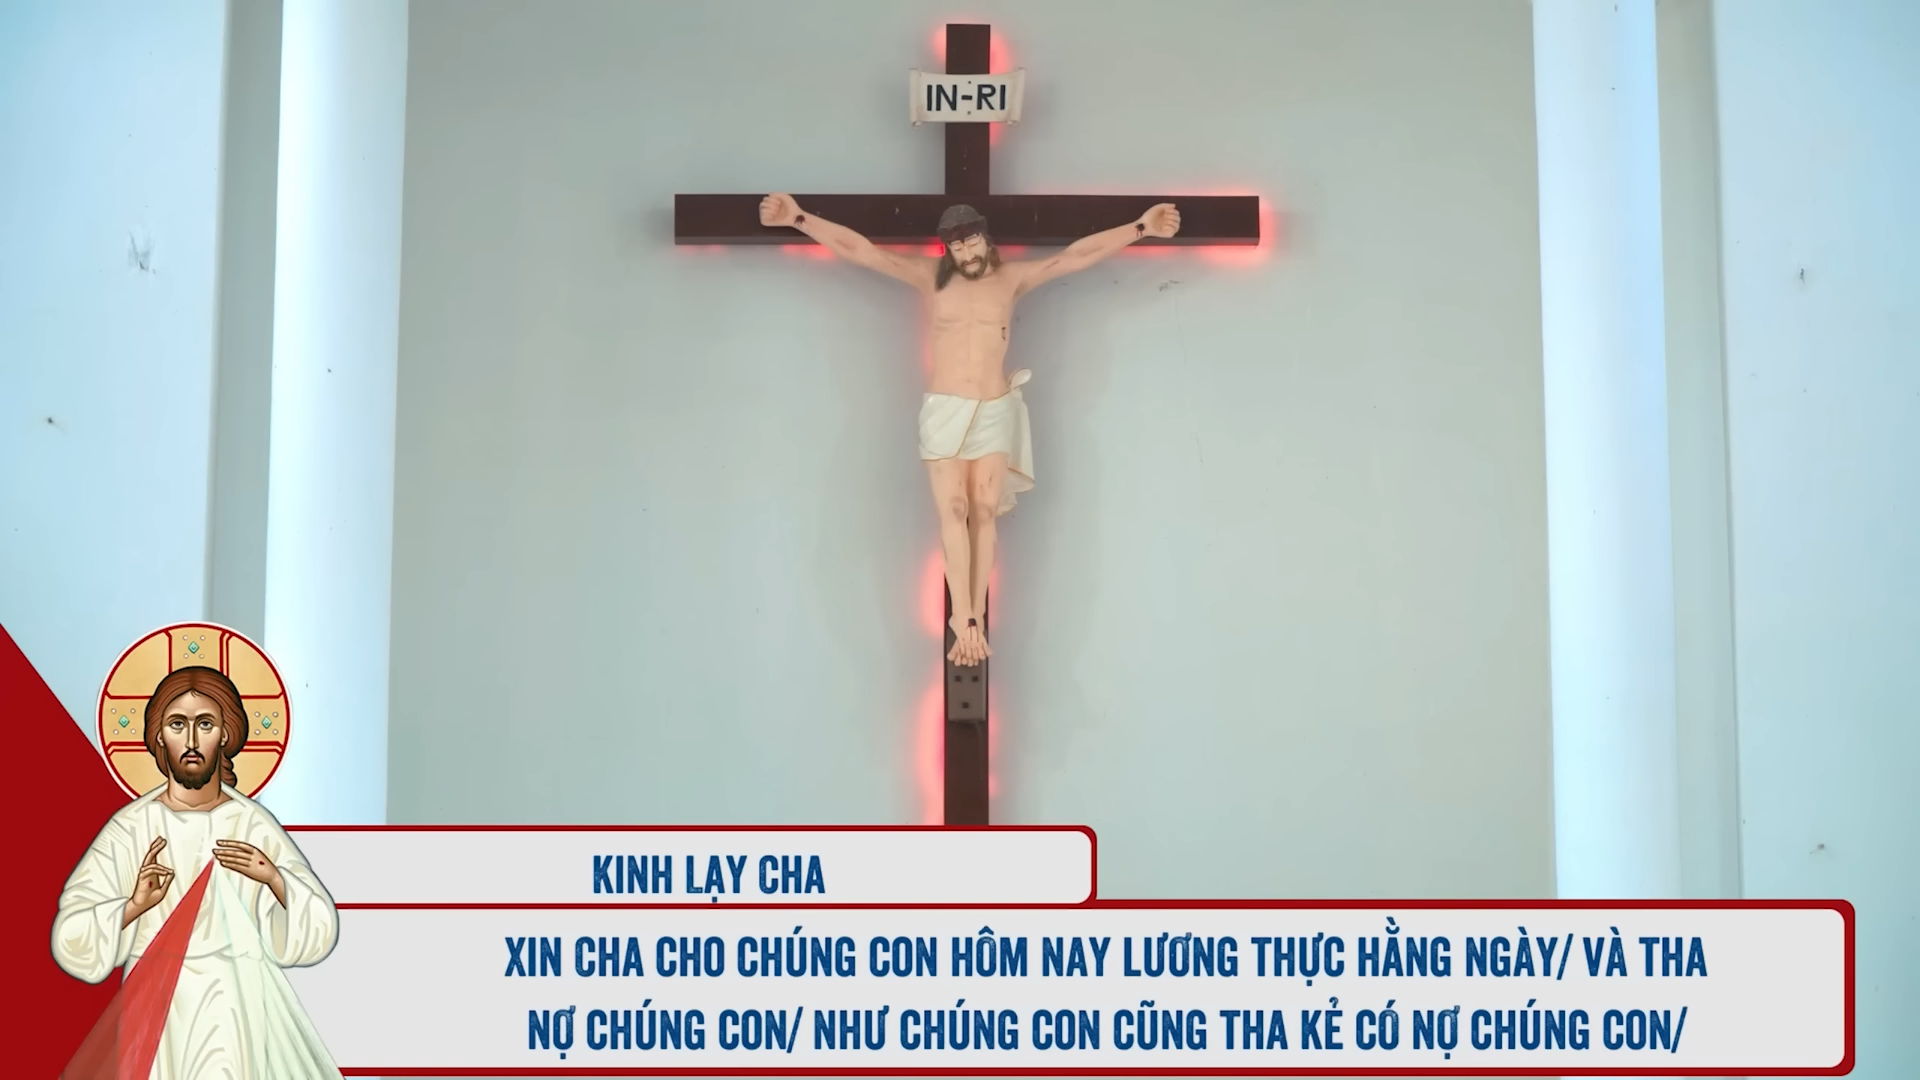 IN-RI
KINH LẠY CHA
XIN CHA CHO CHÚNG CON HÔM NAY LƯƠNG THỰC HẰNG NGÀY/ VÀ THA
NỢ CHÚNG CON/ NHƯ CHÚNG CON CŨNG THA KẺ CÓ NỢ CHÚNG CON/